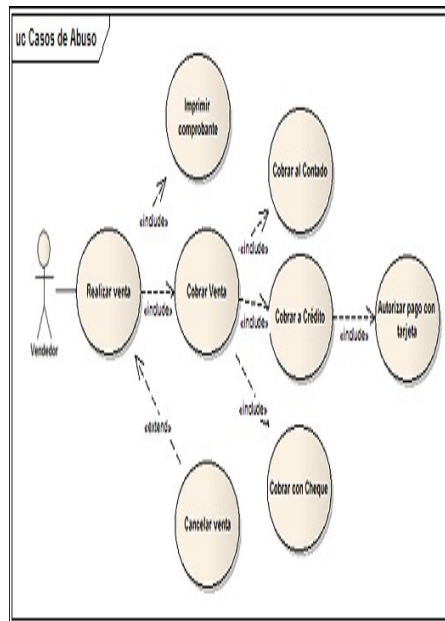 uc Casos de Abuso
Imprimir
comprobante
Cobrar al Contado
«include»
«include»
Realizar venta
Cobrar Venta
Cobrar a Crédito
Autorizar pago con
tarjeta
«include»
«include»
«include»
Vendedor
«include»
«extend»
Cobrar con Cheque
Cancelar venta